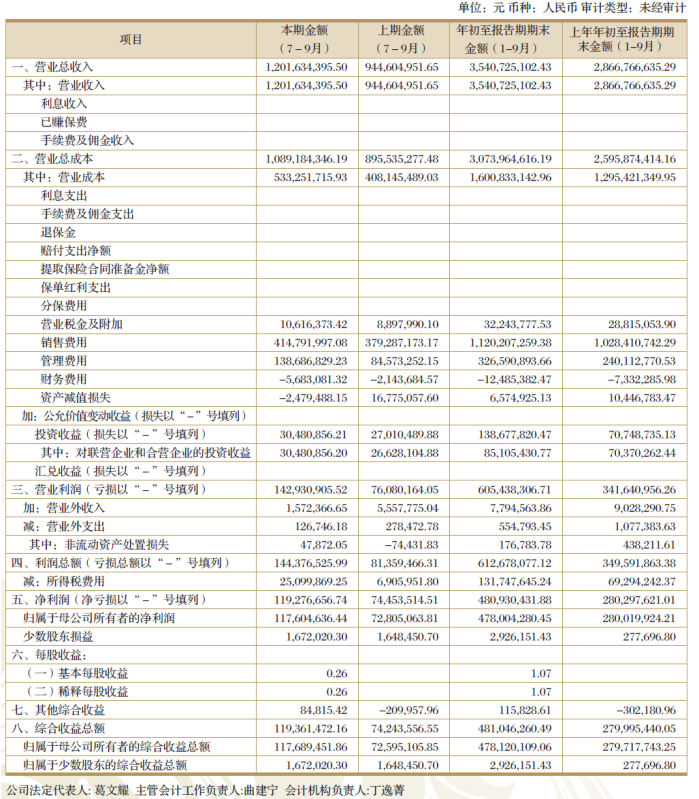 单位：元 币种：人民币 审计类型：未经审计
项目 本期金额（7－9月） 上期金额（7－9月） 年初至报告期期末金额（1-9月） 上年年初至报告期期末金额（1-9月）
一、营业总收入 1,201,634,395.50 944,604,951.65 3,540,725,102.43 2,866,766,635.29
其中：营业收入 1,201,634,395.50 944,604,951.65 3,540,725,102.43 2,866,766,635.29
利息收入
已赚保费
手续费及佣金收入
二、营业总成本 1,089,184,346.19 895,535,277.48 3,073,964,616.19 2,595,874,414.16
其中：营业成本 533,251,715.93 408,145,489.03 1,600,833,142.96 1,295,421,349.95
利息支出
手续费及佣金支出
退保金
赔付支出净额
提取保险合同准备金净额
保单红利支出
分保费用
营业税金及附加 10,616,373.42 8,897,990.10 32,243,777.53 28,815,053.90
销售费用 414,791,997.08 379,287,173.17 1,120,207,259.38 1,028,410,742.29
管理费用 138,686,829.23 84,573,252.15 326,590,893.66 240,112,770.53
财务费用 －5,683,081.32 －2,143,684.57 －12,485,382.47 －7,332,285.98
资产减值损失 －2,479,488.15 16,775,057.60 6,574,925.13 10,446,783.47
加：公允价值变动收益（损失以“－”号填列）
投资收益（损失以“－”号填列） 30,480,856.21 27,010,489.88 138,677,820.47 70,748,735.13
其中：对联营企业和合营企业的投资收益 30,480,856.20 26,628,104.88 85,105,430.77 70,370,262.44
汇兑收益（损失以“－”号填列）
三、营业利润（亏损以“－”号填列） 142,930,905.52 76,080,164.05 605,438,306.71 341,640,956.26
加：营业外收入 1,572,366.65 5,557,775.04 7,794,563.86 9,028,290.75
减：营业外支出 126,746.18 278,472.78 554,793.45 1,077,383.63
其中：非流动资产处置损失 47,872.05 －74,431.83 176,783.78 438,211.61
四、利润总额（亏损总额以“－”号填列） 144,376,525.99 81,359,466.31 612,678,077.12 349,591,863.38
减：所得税费用 25,099,869.25 6,905,951.80 131,747,645.24 69,294,242.37
五、净利润（净亏损以“－”号填列） 119,276,656.74 74,453,514.51 480,930,431.88 280,297,621.01
归属于母公司所有者的净利润 117,604,636.44 72,805,063.81 478,004,280.45 280,019,924.21
少数股东损益 1,672,020.30 1,648,450.70 2,926,151.43 277,696.80
六、每股收益：
（一）基本每股收益 0.26 1.07
（二）稀释每股收益 0.26 1.07
七、其他综合收益 84,815.42 －209,957.96 115,828.61 －302,180.96
八、综合收益总额 119,361,472.16 74,243,556.55 481,046,260.49 279,995,440.05
归属于母公司所有者的综合收益总额 117,689,451.86 72,595,105.85 478,120,109.06 279,717,743.25
归属于少数股东的综合收益总额 1,672,020.30 1,648,450.70 2,926,151.43 277,696.80
公司法定代表人：葛文耀 主管会计工作负责人:曲建宁 会计机构负责人:丁逸菁